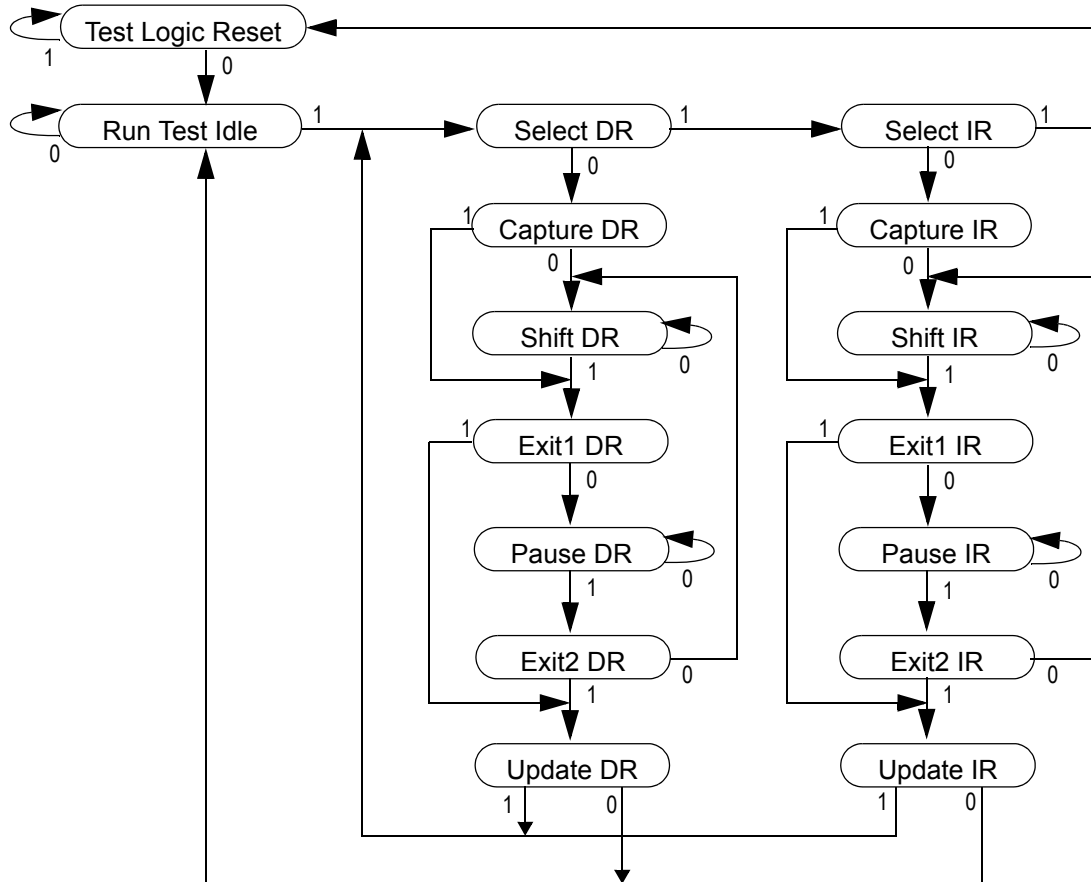 Test Logic Reset
1
0
Run Test Idle
0
1
Select DR
1
0
Select IR
1
0
1
Capture DR
0
1
Capture IR
0
Shift DR
0
1
Shift IR
0
1
1
Exit1 DR
0
1
Exit1 IR
0
Pause DR
0
1
Pause IR
0
1
Exit2 DR
0
1
Exit2 IR
0
1
Update DR
1
0
Update IR
1
0